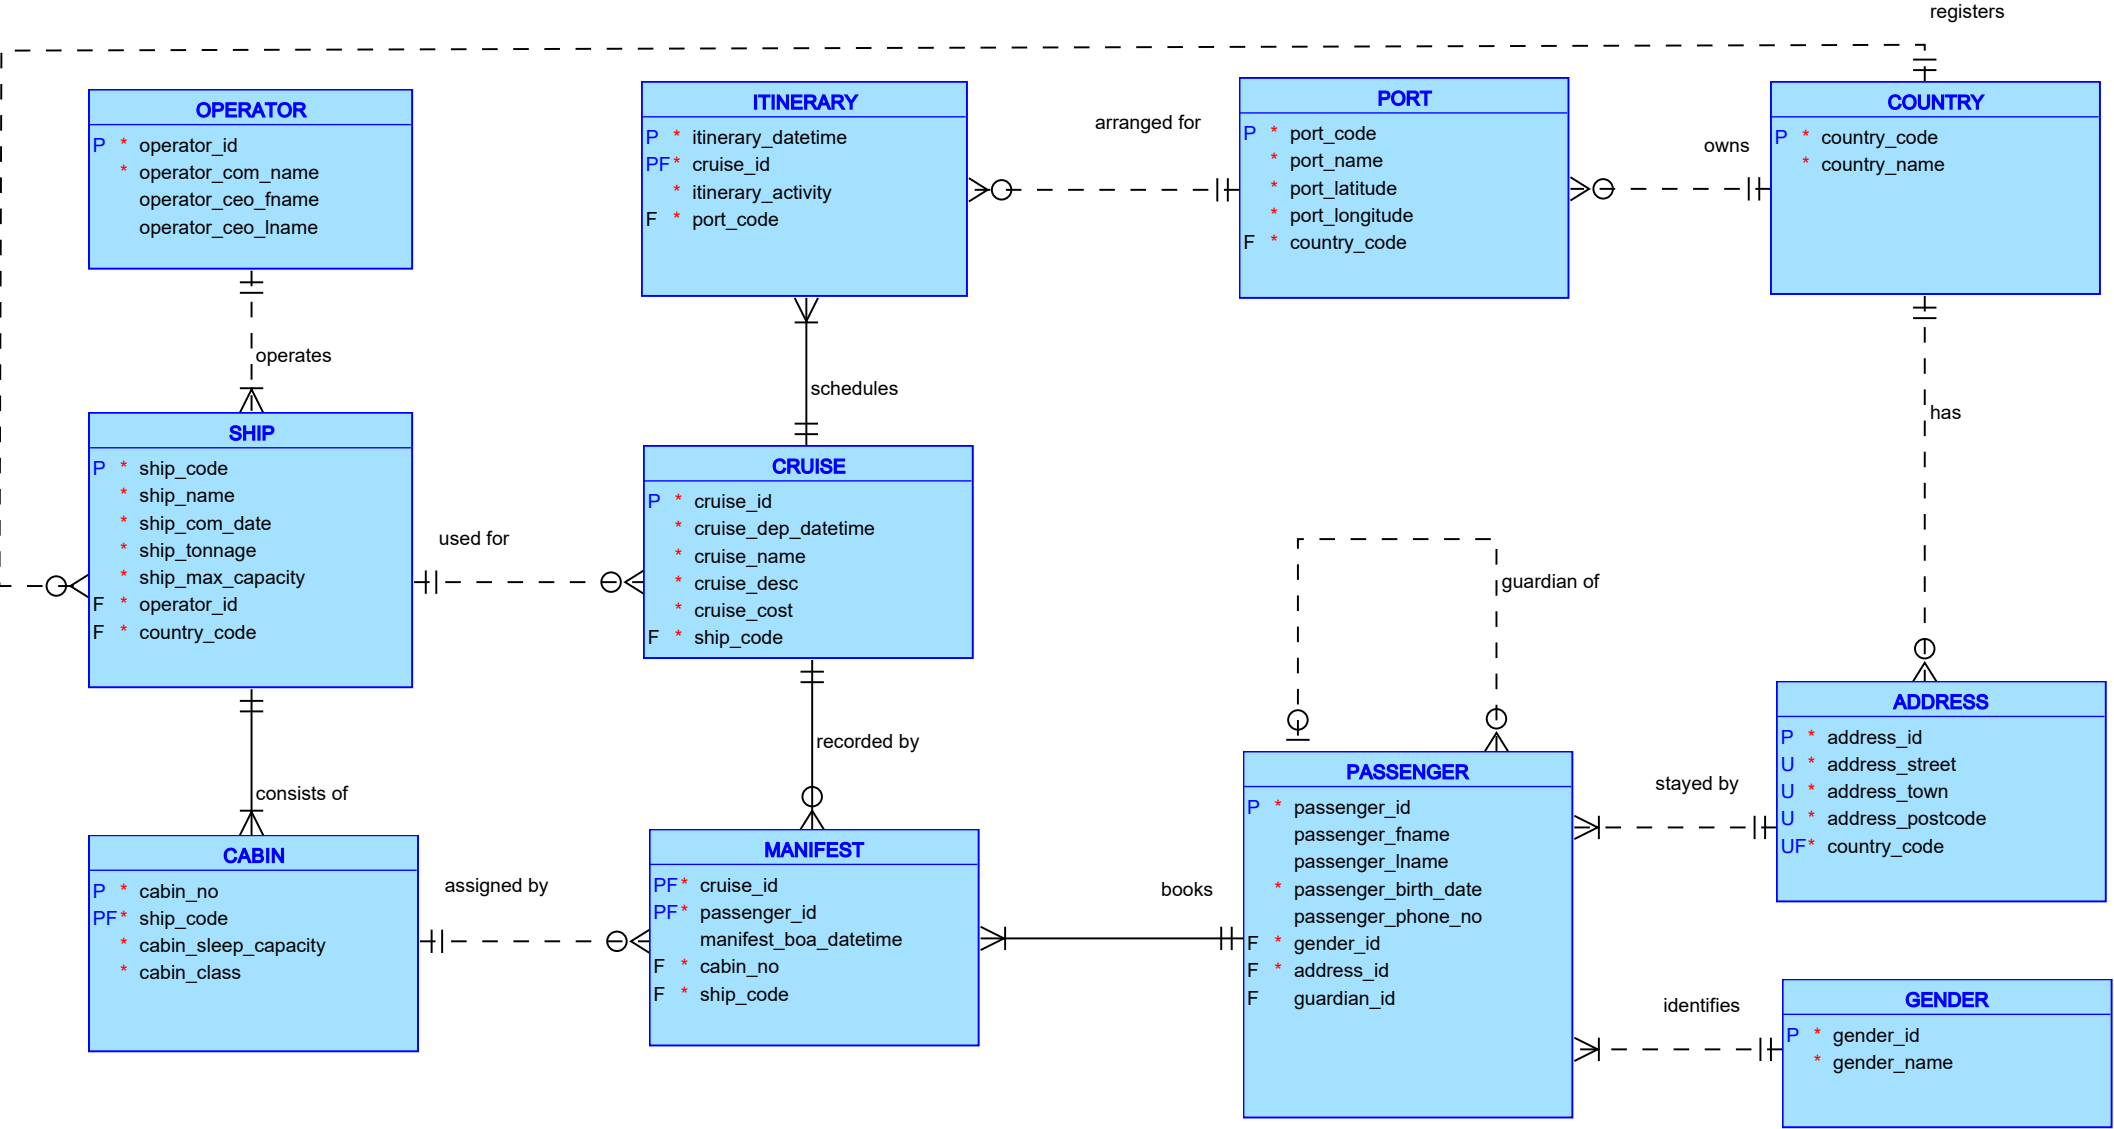 registers
OPERATOR
P * operator_id
* operator_com_name
operator_ceo_fname
operator_ceo_lname
ITINERARY
P * itinerary_datetime
PF* cruise_id
* itinerary_activity
F * port_code
arranged for
PORT
P * port_code
* port_name
* port_latitude
* port_longitude
F * country_code
owns
COUNTRY
P * country_code
* country_name
operates
schedules
has
SHIP
P * ship_code
* ship_name
* ship_com_date
* ship_tonnage
* ship_max_capacity
F * operator_id
F * country_code
used for
CRUISE
P * cruise_id
* cruise_dep_datetime
* cruise_name
* cruise_desc
* cruise_cost
F * ship_code
guardian of
consists of
recorded by
CABIN
P * cabin_no
PF* ship_code
* cabin_sleep_capacity
* cabin_class
assigned by
MANIFEST
PF* cruise_id
PF* passenger_id
manifest_boa_datetime
F * cabin_no
F * ship_code
books
PASSENGER
P * passenger_id
passenger_fname
passenger_lname
* passenger_birth_date
passenger_phone_no
F * gender_id
F * address_id
F guardian_id
stayed by
ADDRESS
P * address_id
U * address_street
U * address_town
U * address_postcode
UF* country_code
identifies
GENDER
P * gender_id
* gender_name